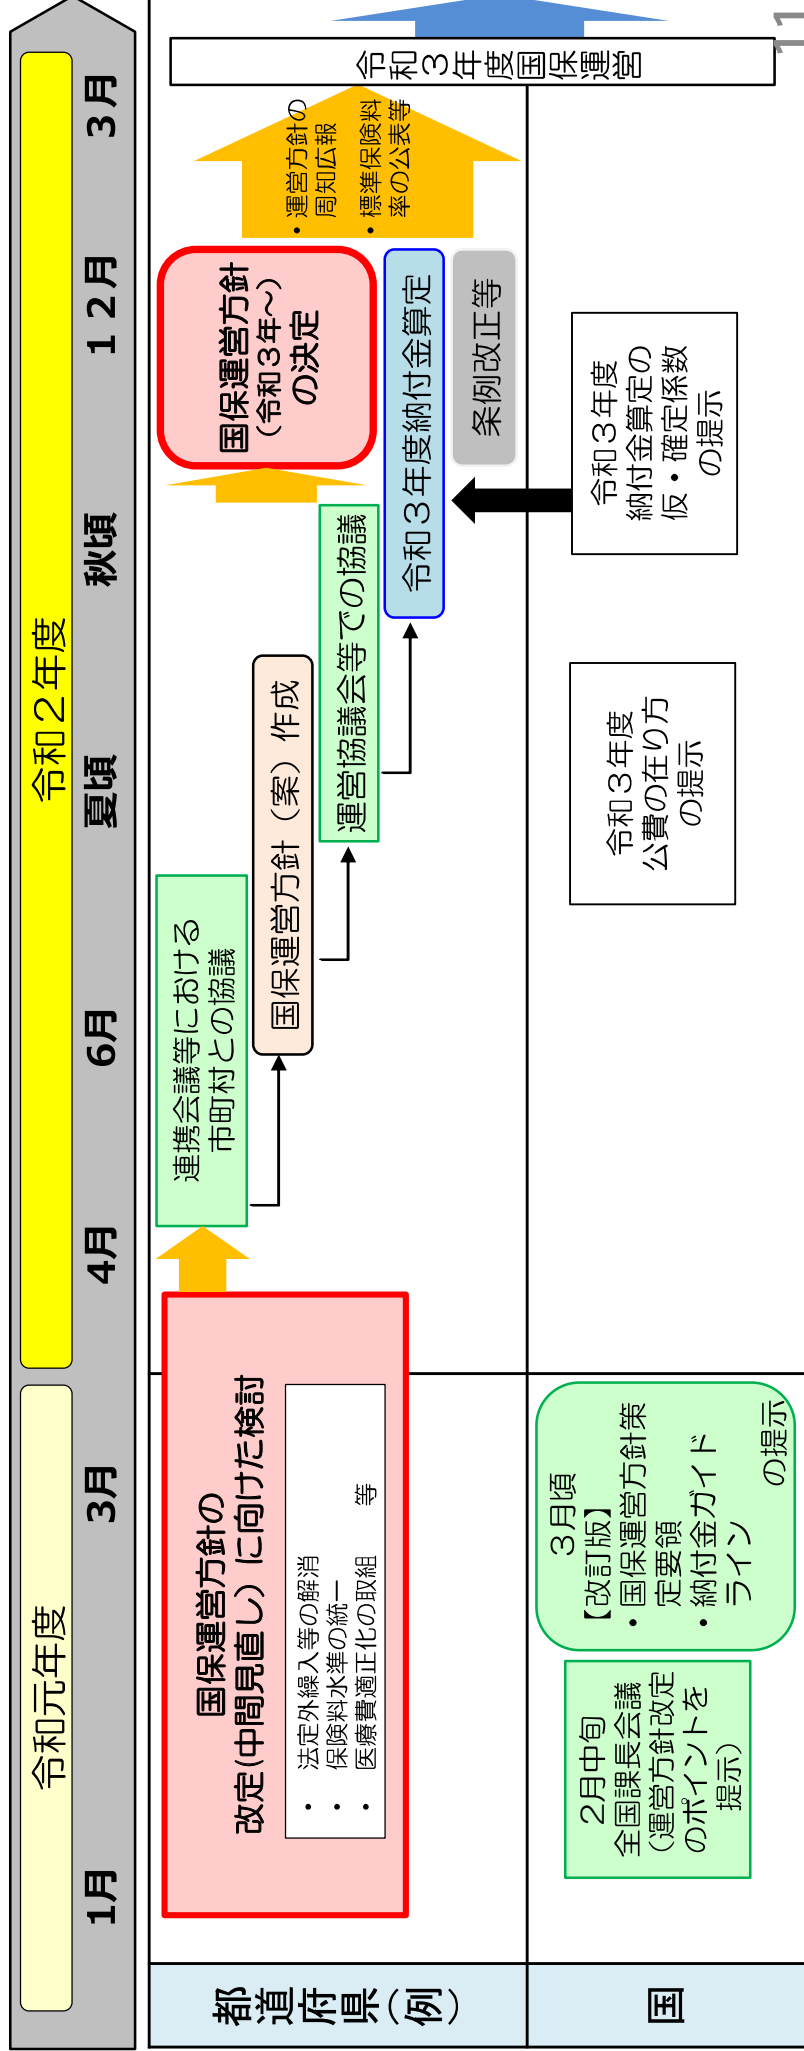 令和元年度
令和２年度
1月
3月
4月
6月
夏頃
秋頃
１２月
３月
都道府県（例）
国保運営方針の
改定(中間見直し）に向けた検討
・ 法定外繰入等の解消
・ 保険料水準の統一
・ 医療費適正化の取組　等
連携会議等における
市町村との協議
国保運営方針（案）作成
運営協議会等での協議
国保運営方針
（令和３年～）
の決定
令和３年度納付金算定
条例改正等
・ 運営方針の
周知広報
・ 標準保険料
率の公表等
令和３年度国保運営
国
２月中旬
全国課長会議
（運営方針改定
のポイントを
提示）
３月頃
【改訂版】
・国保運営方針策
定要領
・納付金ガイド
ライン
の提示
令和３年度
公費の在り方
の提示
令和３年度
納付金算定の
仮・確定係数
の提示
11